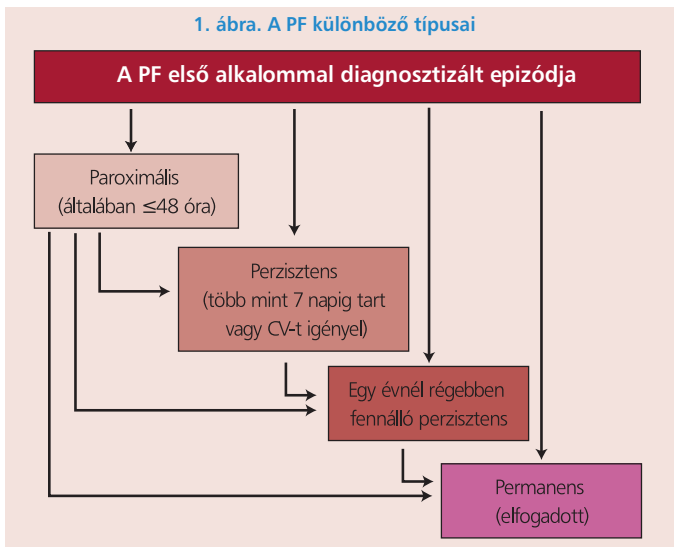 1. ábra. A PF különböző típusai
A PF első alkalommal diagnosztizált epizódja
Paroximális
(általában ≤48 óra)
Perzisztens
(több mint 7 napig tart
vagy CV-t igényel)
Egy évnél régebben
fennálló perzisztens
Permanens
(elfogadott)